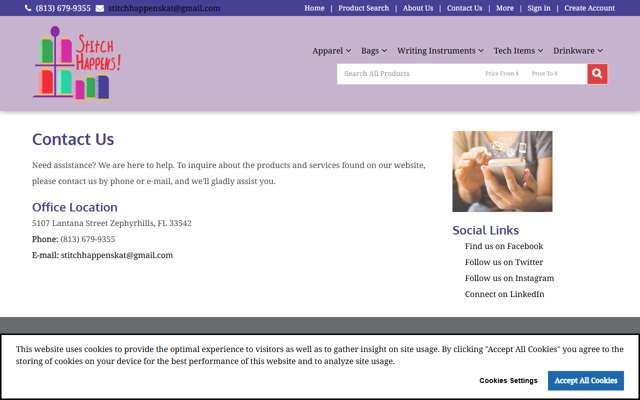 (813) 679-9355 stitchhappenskat@gmail.com Home | Product Search | About Us | Contact Us | More | Sign in | Create Account
STITCH
HAPPENS!
Apparel Bags Writing Instruments Tech Items Drinkware
Search All Products Price From $ Price To $
Contact Us
Need assistance? We are here to help. To inquire about the products and services found on our website,
please contact us by phone or e-mail, and we'll gladly assist you.
Office Location
5107 Lantana Street Zephyrhills, FL 33542
Phone: (813) 679-9355
E-mail: stitchhappenskat@gmail.com
Social Links
Find us on Facebook
Follow us on Twitter
Follow us on Instagram
Connect on LinkedIn
This website uses cookies to provide the optimal experience to visitors as well as to gather insight on site usage. By clicking "Accept All Cookies" you agree to the
storing of cookies on your device for the best performance of this website and to analyze site usage.
Cookies Settings Accept All Cookies